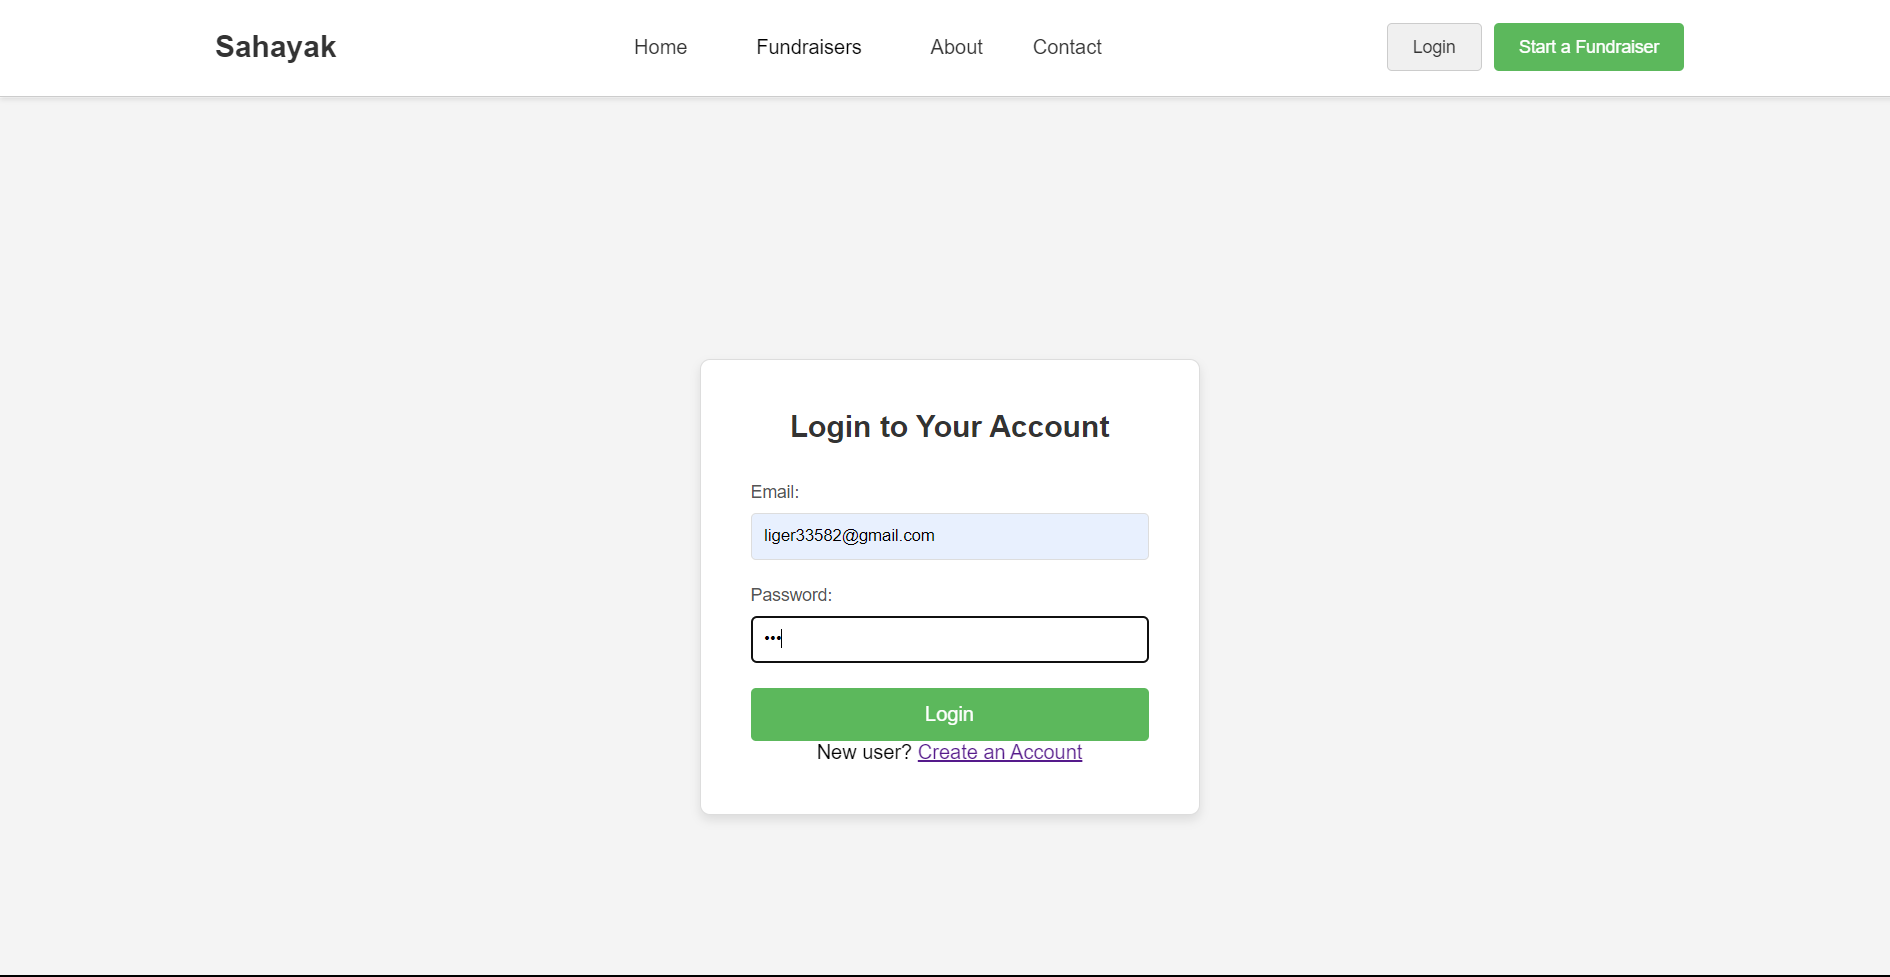 Sahayak
Home Fundraisers About Contact
Login Start a Fundraiser
Login to Your Account
Email:
liger33582@gmail.com
Password:
•••
Login
New user? Create an Account